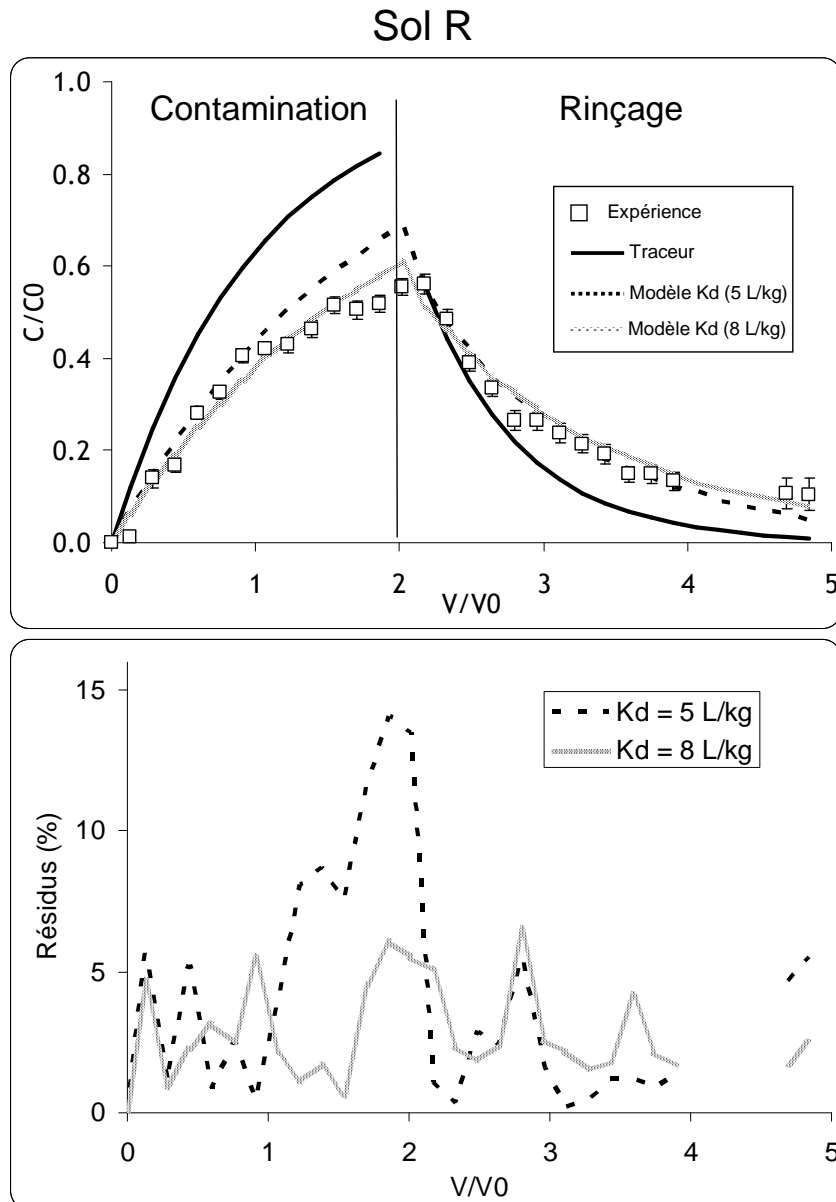 Sol R
Contamination
Rinçage
1.0
0.8
0.6
0.4
0.2
0.0
C/C0
Expérience
Traceur
Modèle Kd (5 L/kg)
Modèle Kd (8 L/kg)
0
1
2
3
4
5
V/V0
15
10
5
0
Résidus (%)
Kd = 5 L/kg
Kd = 8 L/kg
0
1
2
3
4
5
V/V0